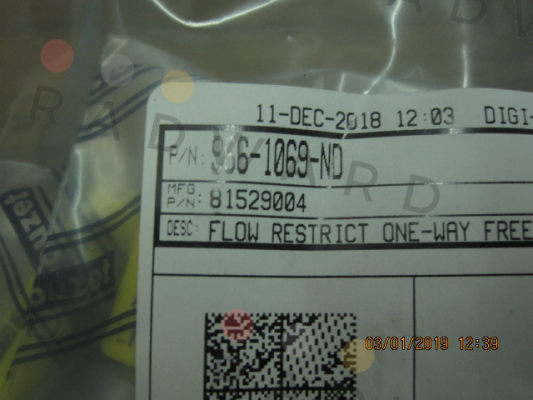 RADWARD
11-DEC-2018 12:03 DIGI-
P/N: 966-1069-ND
MFG P/N: 81529004
DESC: FLOW RESTRICT ONE-WAY FREE
03/01/2019 12:39